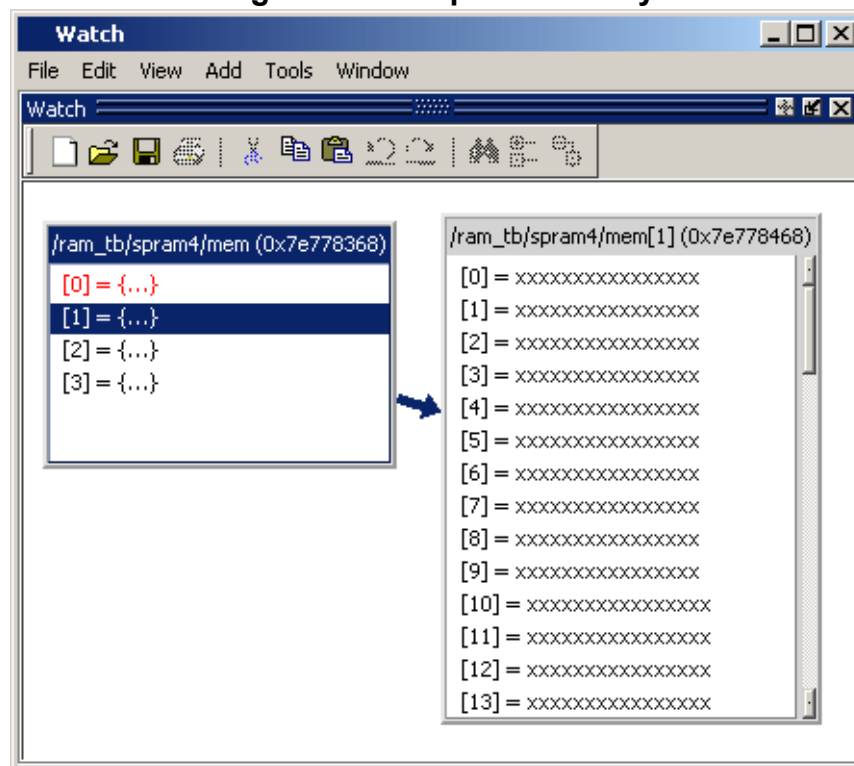 Watch
File Edit View Add Tools Window
Watch
/ram_tb/spram4/mem (0x7e778368)
[0] = {...}
[1] = {...}
[2] = {...}
[3] = {...}
/ram_tb/spram4/mem[1] (0x7e778468)
[0] = xxxxxxxxxxxxxxxx
[1] = xxxxxxxxxxxxxxxx
[2] = xxxxxxxxxxxxxxxx
[3] = xxxxxxxxxxxxxxxx
[4] = xxxxxxxxxxxxxxxx
[5] = xxxxxxxxxxxxxxxx
[6] = xxxxxxxxxxxxxxxx
[7] = xxxxxxxxxxxxxxxx
[8] = xxxxxxxxxxxxxxxx
[9] = xxxxxxxxxxxxxxxx
[10] = xxxxxxxxxxxxxxxx
[11] = xxxxxxxxxxxxxxxx
[12] = xxxxxxxxxxxxxxxx
[13] = xxxxxxxxxxxxxxxx